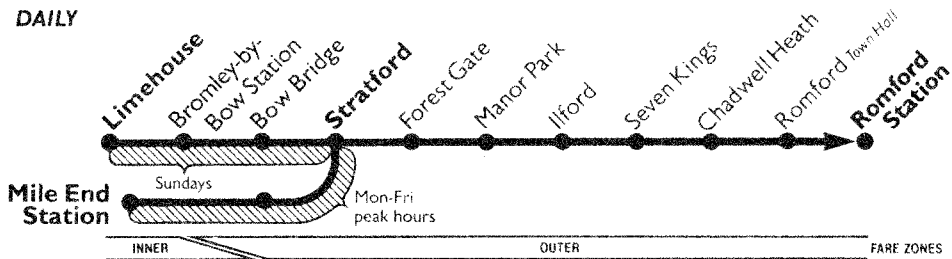 DAILY
Limehouse
Bromley-by-
Bow Station
Bow Bridge
Stratford
Forest Gate
Manor Park
Ilford
Seven Kings
Chadwell Heath
Romford Town Hall
Romford
Station
Sundays
Mile End
Station
Mon-Fri
peak hours
INNER
OUTER
FARE ZONES